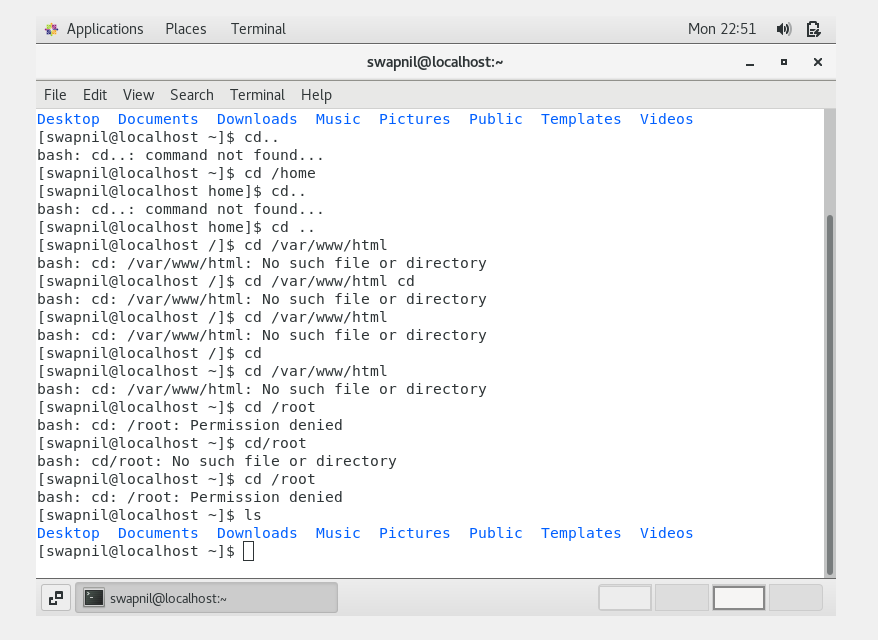 Applications Places Terminal Mon 22:51
swapnil@localhost:~
File Edit View Search Terminal Help
Desktop  Documents  Downloads  Music  Pictures  Public  Templates  Videos
[swapnil@localhost ~]$ cd..
bash: cd..: command not found...
[swapnil@localhost ~]$ cd /home
[swapnil@localhost home]$ cd..
bash: cd..: command not found...
[swapnil@localhost home]$ cd ..
[swapnil@localhost /]$ cd /var/www/html
bash: cd: /var/www/html: No such file or directory
[swapnil@localhost /]$ cd /var/www/html cd
bash: cd: /var/www/html: No such file or directory
[swapnil@localhost /]$ cd /var/www/html
bash: cd: /var/www/html: No such file or directory
[swapnil@localhost /]$ cd
[swapnil@localhost ~]$ cd /var/www/html
bash: cd: /var/www/html: No such file or directory
[swapnil@localhost ~]$ cd /root
bash: cd: /root: Permission denied
[swapnil@localhost ~]$ cd/root
bash: cd/root: No such file or directory
[swapnil@localhost ~]$ cd /root
bash: cd: /root: Permission denied
[swapnil@localhost ~]$ ls
Desktop  Documents  Downloads  Music  Pictures  Public  Templates  Videos
[swapnil@localhost ~]$
swapnil@localhost:~